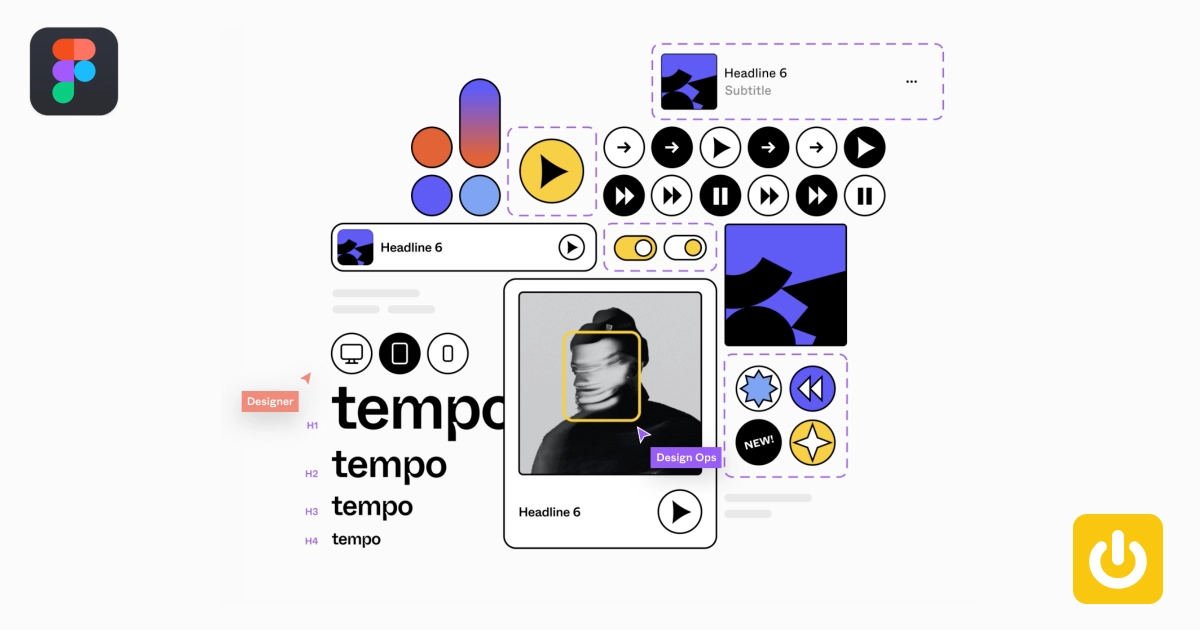 Headline 6
Subtitle
Headline 6
Designer
H1 tempo
H2 tempo
H3 tempo
H4 tempo
Design Ops
Headline 6
NEW!